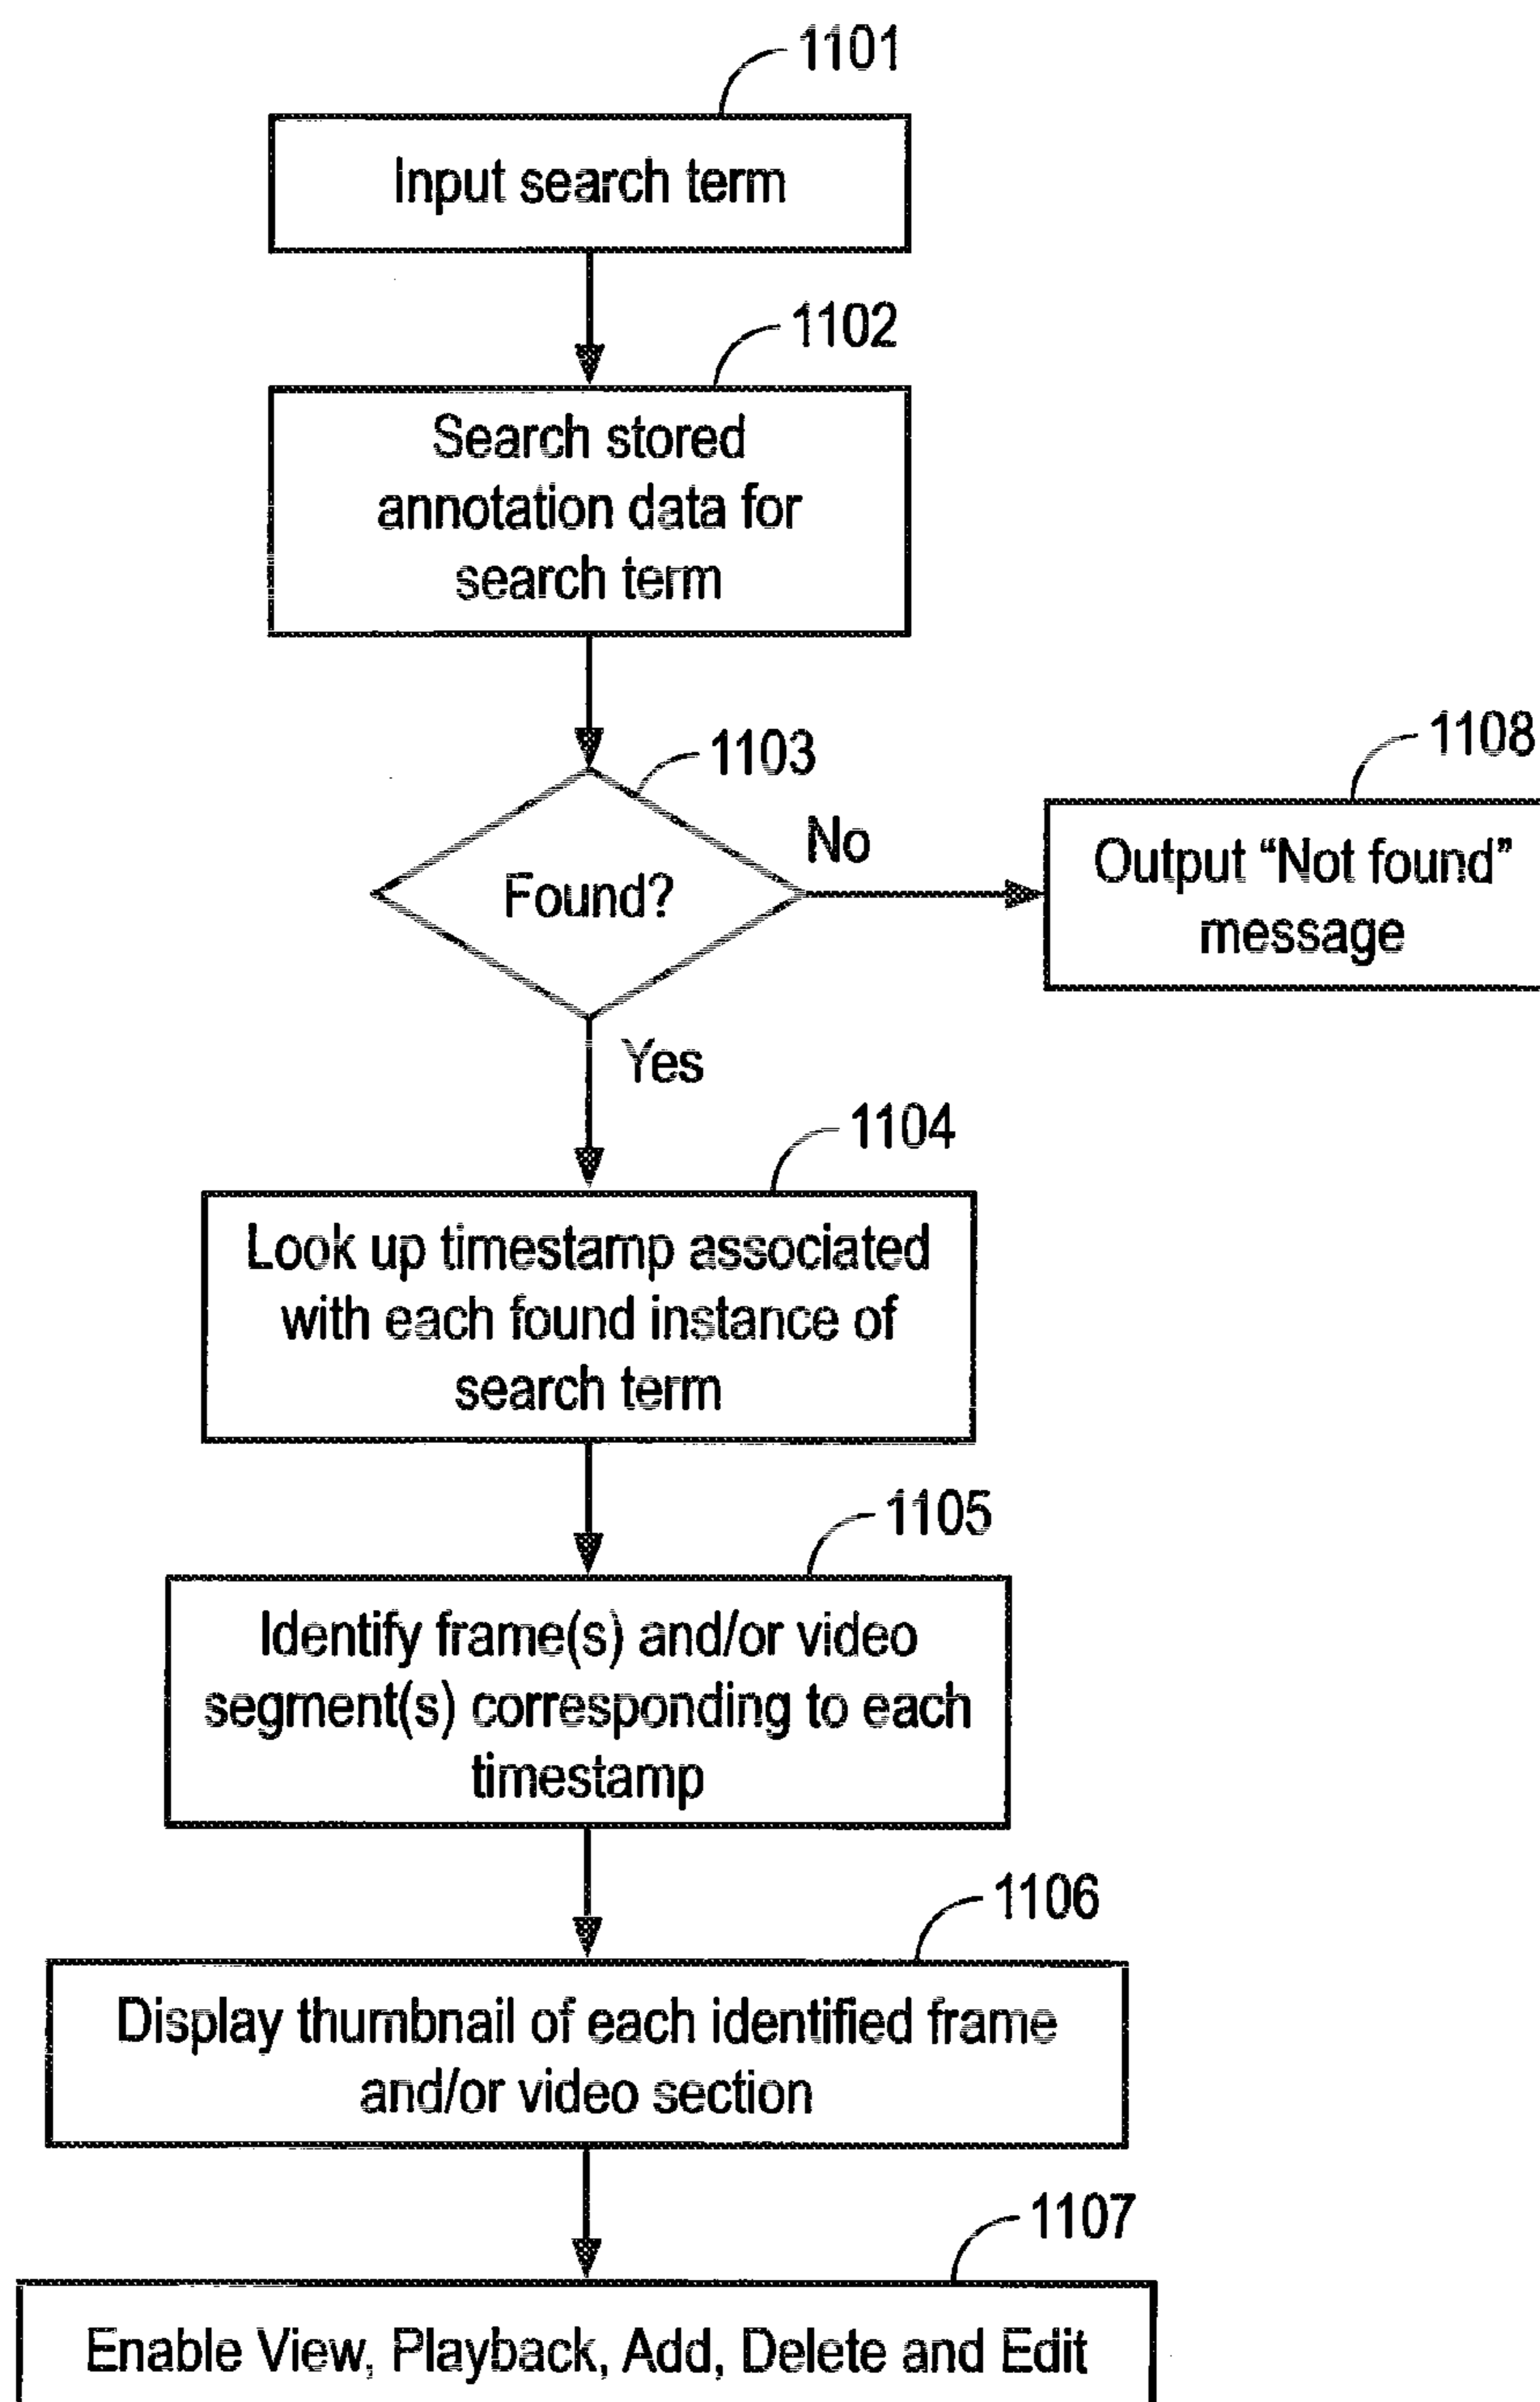 1101
Input search term
1102
Search stored
annotation data for
search term
1103
Found?
No
1108
Output “Not found”
message
Yes
1104
Look up timestamp associated
with each found instance of
search term
1105
Identify frame(s) and/or video
segment(s) corresponding to each
timestamp
1106
Display thumbnail of each identified frame
and/or video section
1107
Enable View, Playback, Add, Delete and Edit